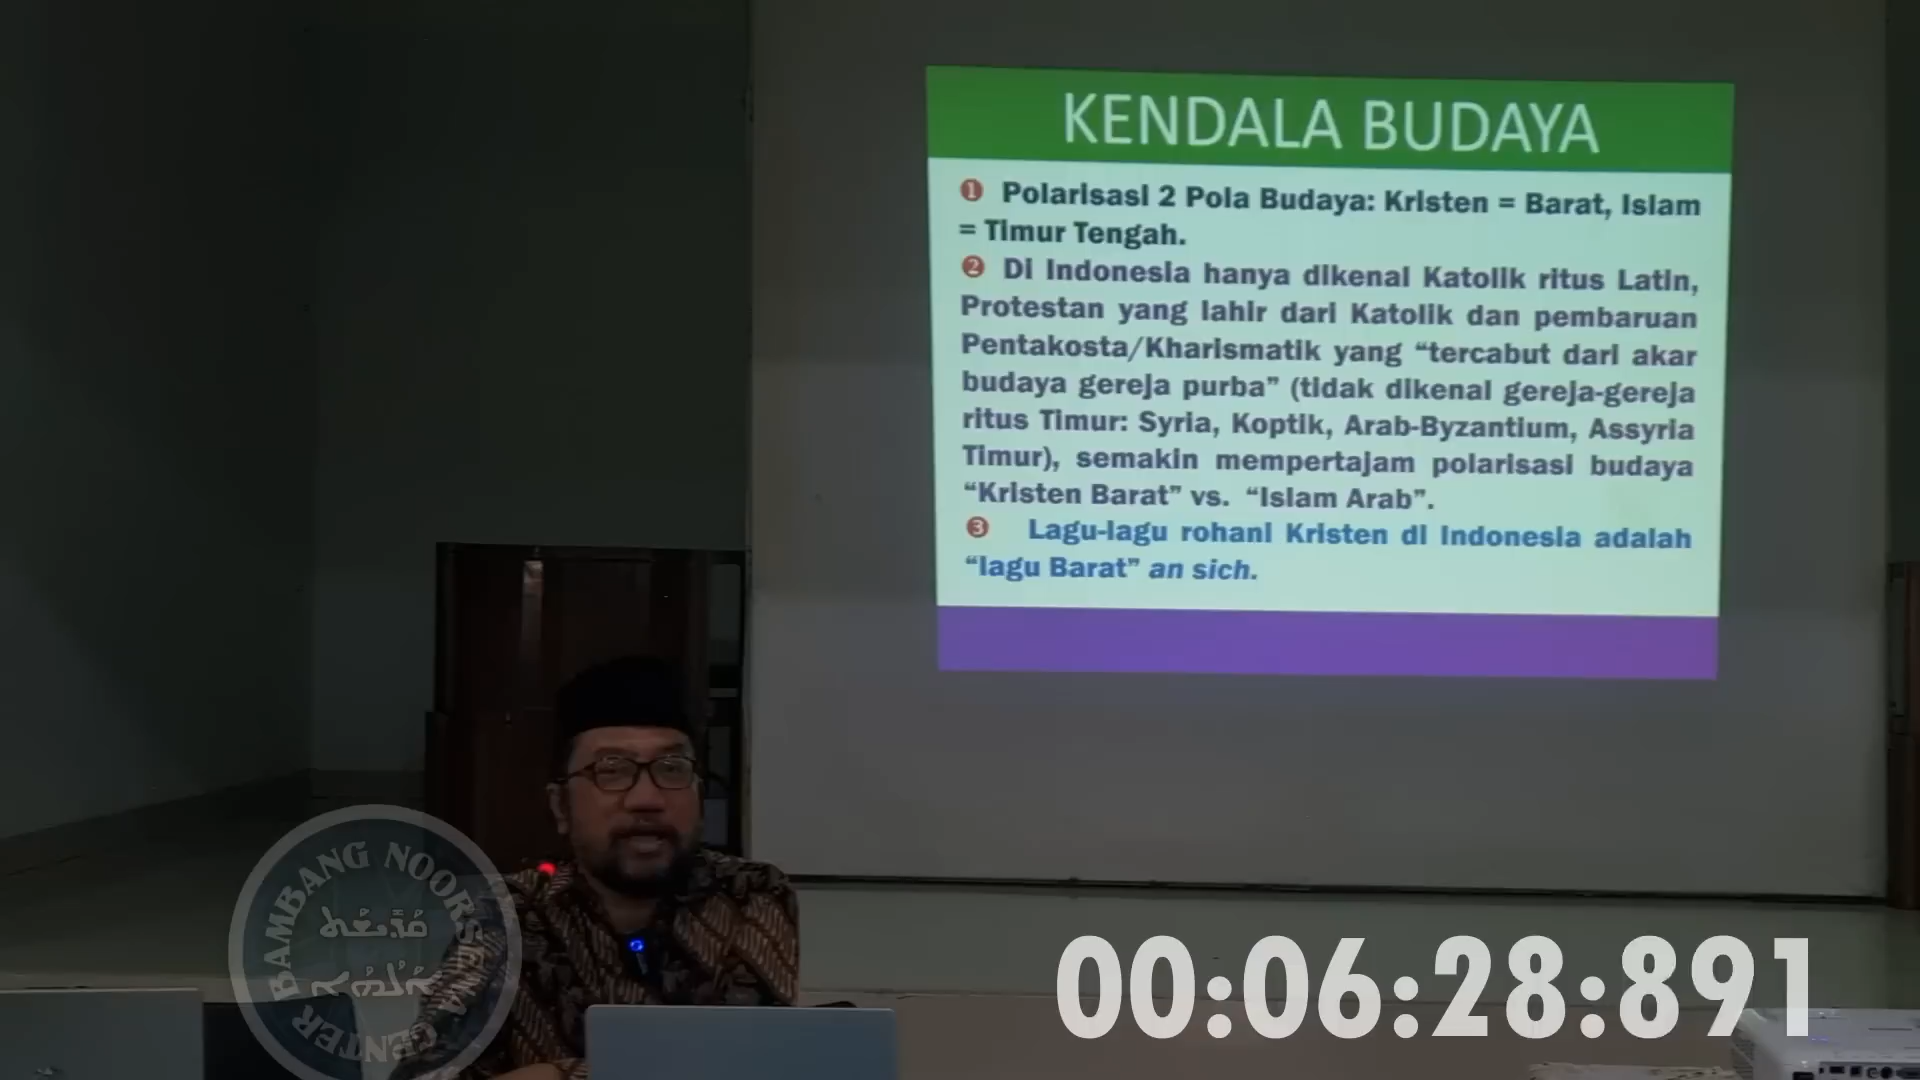 KENDALA BUDAYA
❶ Polarisasi 2 Pola Budaya: Kristen = Barat, Islam
= Timur Tengah.
❷ Di Indonesia hanya dikenal Katolik ritus Latin,
Protestan yang lahir dari Katolik dan pembaruan
Pentakosta/Kharismatik yang “tercabut dari akar
budaya gereja purba” (tidak dikenal gereja-gereja
ritus Timur: Syria, Koptik, Arab-Byzantium, Assyria
Timur), semakin mempertajam polarisasi budaya
“Kristen Barat” vs. “Islam Arab”.
❸ Lagu-lagu rohani Kristen di Indonesia adalah
“lagu Barat” an sich.
BAMBANG NOORSENA CENTER
00:06:28:891